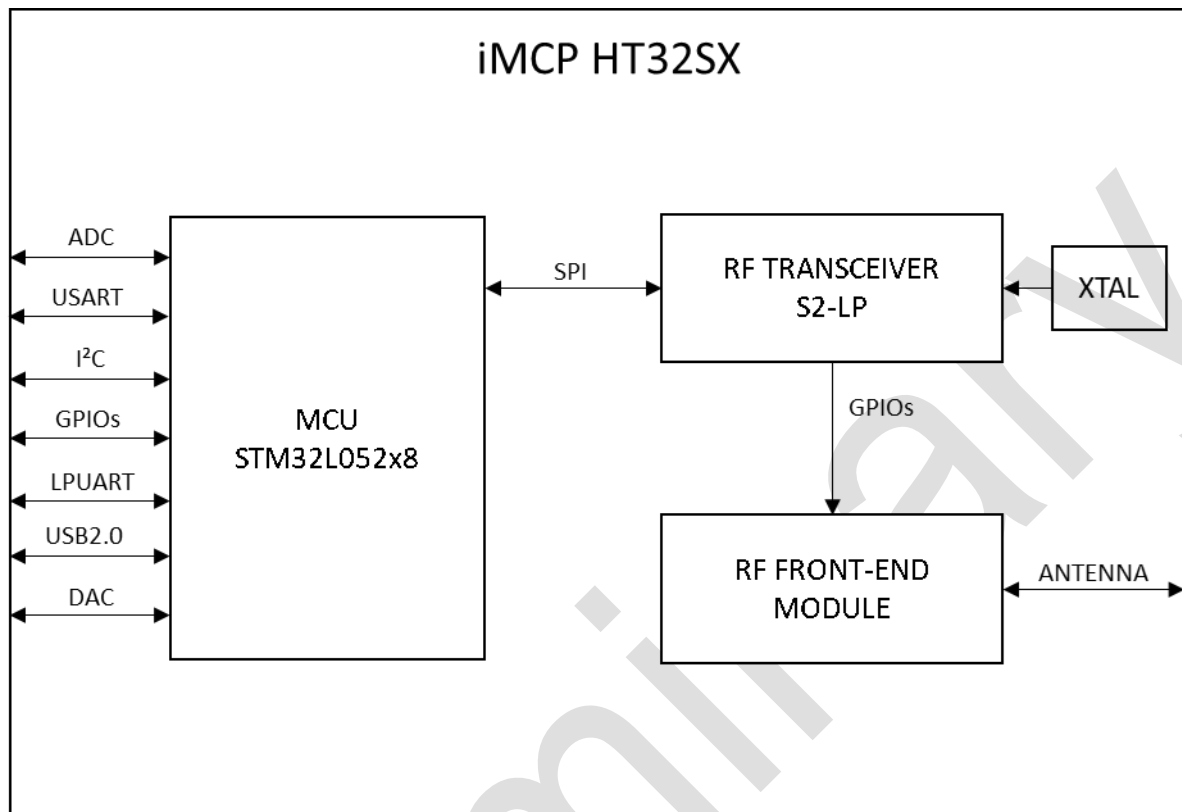 iMCP HT32SX
ADC
USART
I²C
GPIOs
LPUART
USB2.0
DAC
MCU
STM32L052x8
SPI
RF TRANSCEIVER
S2-LP
XTAL
GPIOs
RF FRONT-END
MODULE
ANTENNA